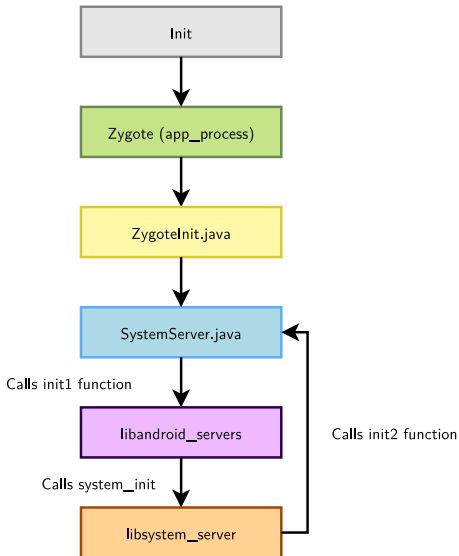 Init
Zygote (app_process)
ZygoteInit.java
SystemServer.java
Calls init1 function
libandroid_servers
Calls init2 function
Calls system_init
libsystem_server